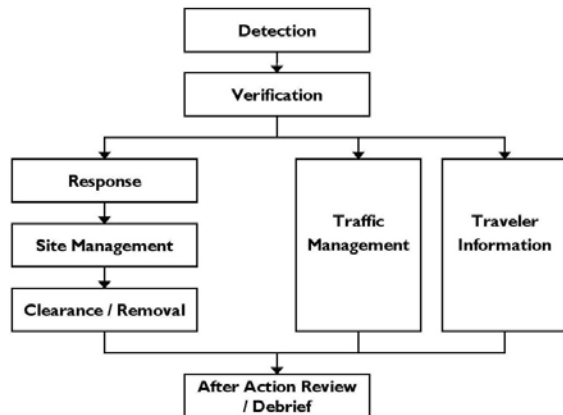 Detection
Verification
Response
Site Management
Clearance / Removal
Traffic
Management
Traveler
Information
After Action Review
/ Debrief